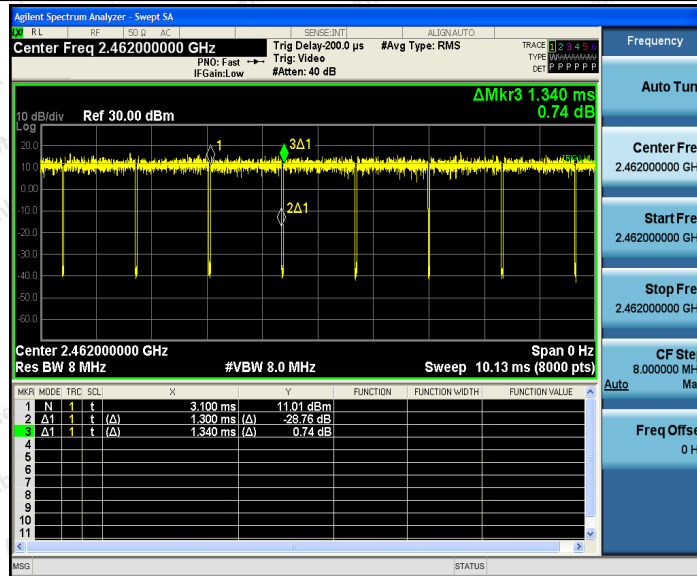 Agilent Spectrum Analyzer - Swept SA
RL RF 50 Ω AC SENSE:INT ALIGN AUTO
Center Freq 2.462000000 GHz
PNO: Fast
IFGain:Low
Trig Delay-200.0 µs
Trig: Video
#Atten: 40 dB
#Avg Type: RMS
TRACE 1 2 3 4 5 6
TYPE
DET P P P P P P
ΔMkr3 1.340 ms
0.74 dB
10 dB/div Ref 30.00 dBm
Log
20.0
10.0
0.00
-10.0
-20.0
-30.0
-40.0
-50.0
-60.0
1
3Δ1
2Δ1
Center 2.462000000 GHz Span 0 Hz
Res BW 8 MHz #VBW 8.0 MHz Sweep 10.13 ms (8000 pts)
MKR MODE TRC SCL X Y FUNCTION FUNCTION WIDTH FUNCTION VALUE
1 N 1 t 3.100 ms 11.01 dBm
2 Δ1 1 t (Δ) 1.300 ms (Δ) -28.76 dB
3 Δ1 1 t (Δ) 1.340 ms (Δ) 0.74 dB
4
5
6
7
8
9
10
11
MSG STATUS
Frequency
Auto Tun
Center Fre
2.462000000 GH
Start Fre
2.462000000 GH
Stop Fre
2.462000000 GH
CF Ste
8.000000 MH
Auto Ma
Freq Offse
0 H